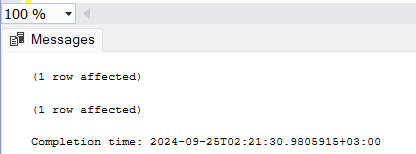 100 %
Messages
(1 row affected)
(1 row affected)
Completion time: 2024-09-25T02:21:30.9805915+03:00